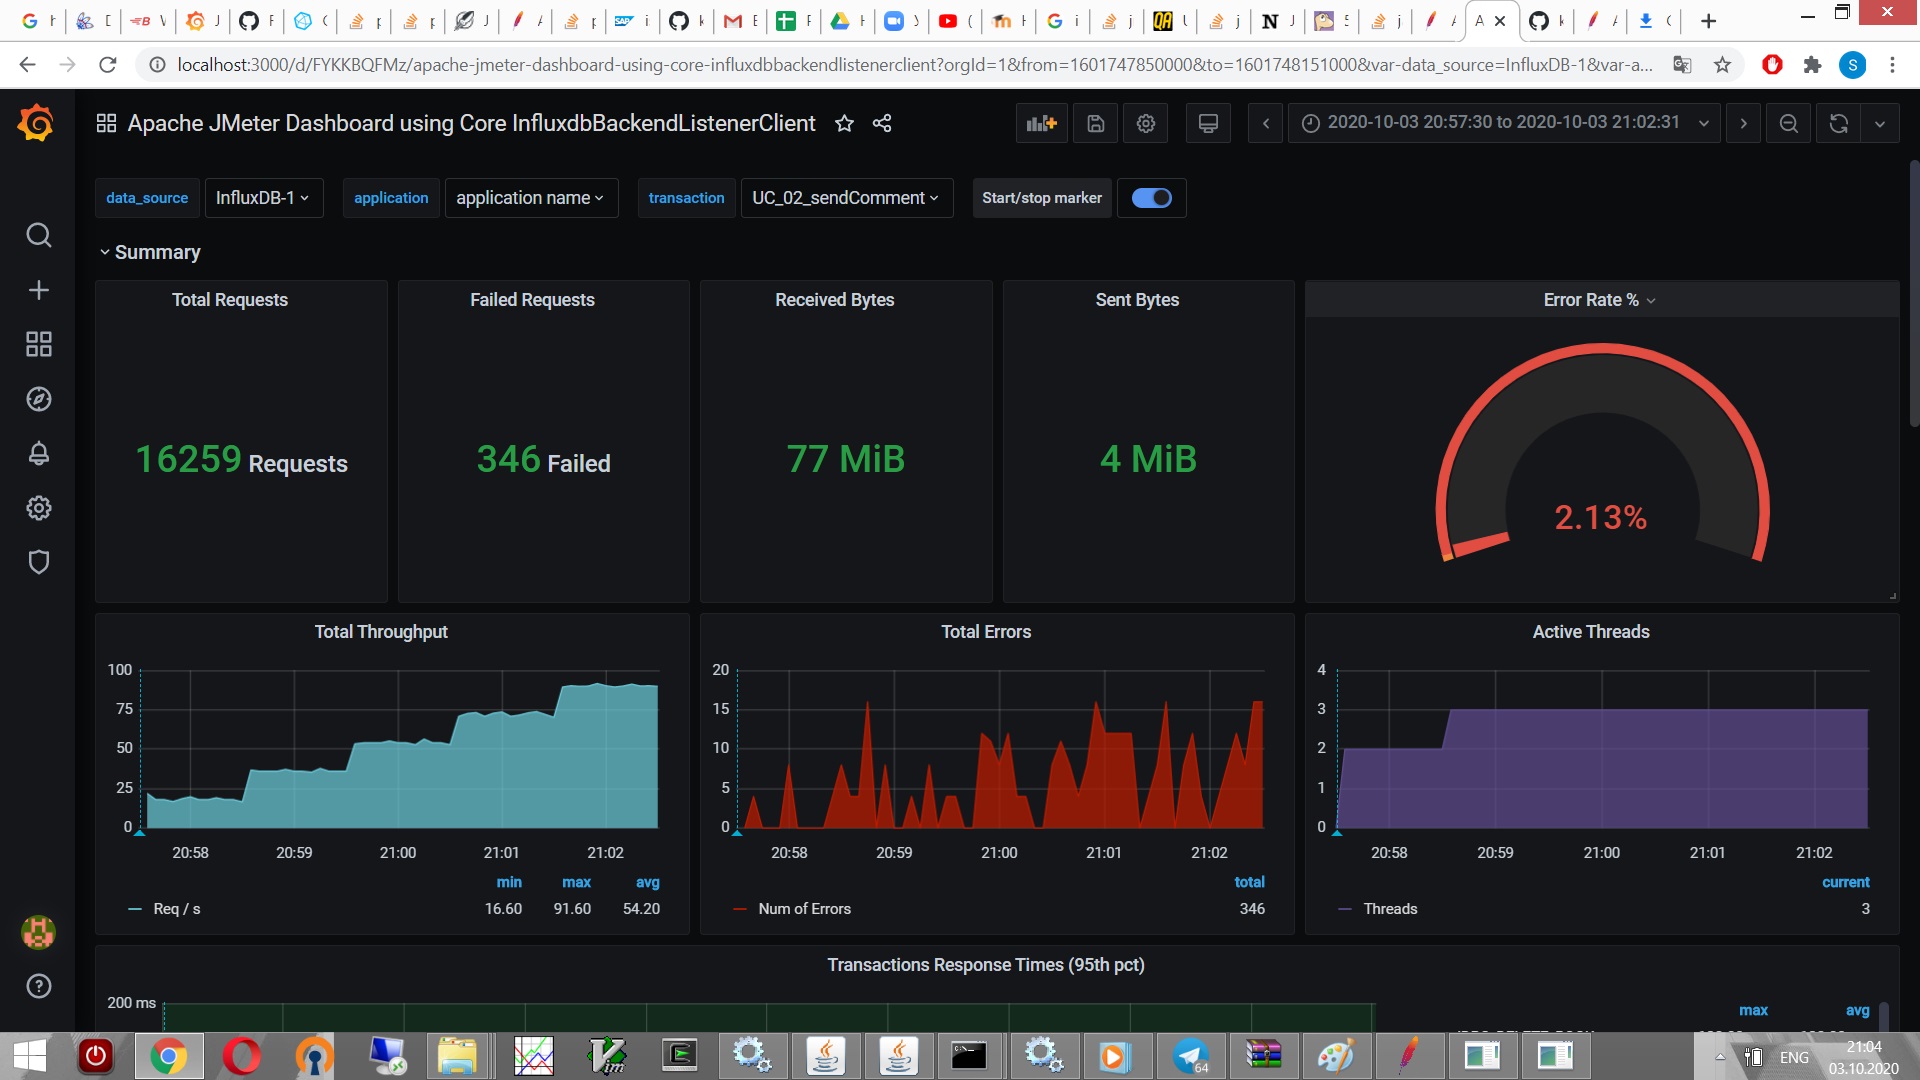 localhost:3000/d/FYKKBQFMz/apache-jmeter-dashboard-using-core-influxdbbackendlistenerclient?orgId=1&from=1601747850000&to=1601748151000&var-data_source=InfluxDB-1&var-a...
S
Apache JMeter Dashboard using Core InfluxdbBackendListenerClient
2020-10-03 20:57:30 to 2020-10-03 21:02:31
data_source InfluxDB-1 application application name transaction UC_02_sendComment Start/stop marker
Summary
Total Requests
16259 Requests
Failed Requests
346 Failed
Received Bytes
77 MiB
Sent Bytes
4 MiB
Error Rate %
2.13%
Total Throughput
100
75
50
25
0
20:58 20:59 21:00 21:01 21:02
min max avg
Req / s 16.60 91.60 54.20
Total Errors
20
15
10
5
0
20:58 20:59 21:00 21:01 21:02
total
Num of Errors 346
Active Threads
4
3
2
1
0
20:58 20:59 21:00 21:01 21:02
current
Threads 3
Transactions Response Times (95th pct)
200 ms
max avg
Vim
64
ENG
21:04
03.10.2020